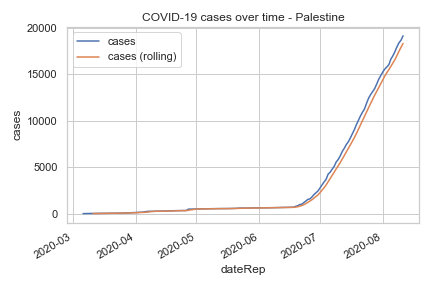 COVID-19 cases over time - Palestine
cases
cases (rolling)
20000
15000
10000
5000
0
cases
2020-03
2020-04
2020-05
2020-06
2020-07
2020-08
dateRep